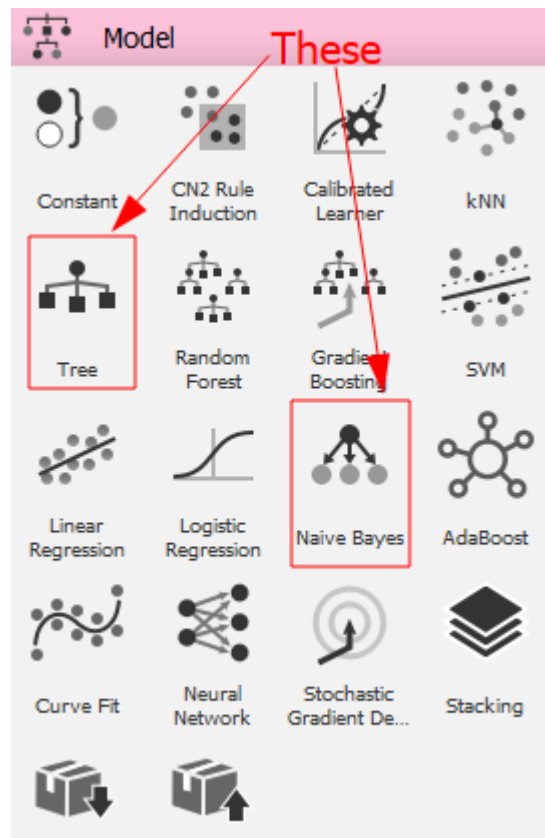 Model
These
Constant
CN2 Rule
Induction
Calibrated
Learner
kNN
Tree
Random
Forest
Gradient
Boosting
SVM
Linear
Regression
Logistic
Regression
Naive Bayes
AdaBoost
Curve Fit
Neural
Network
Stochastic
Gradient De...
Stacking